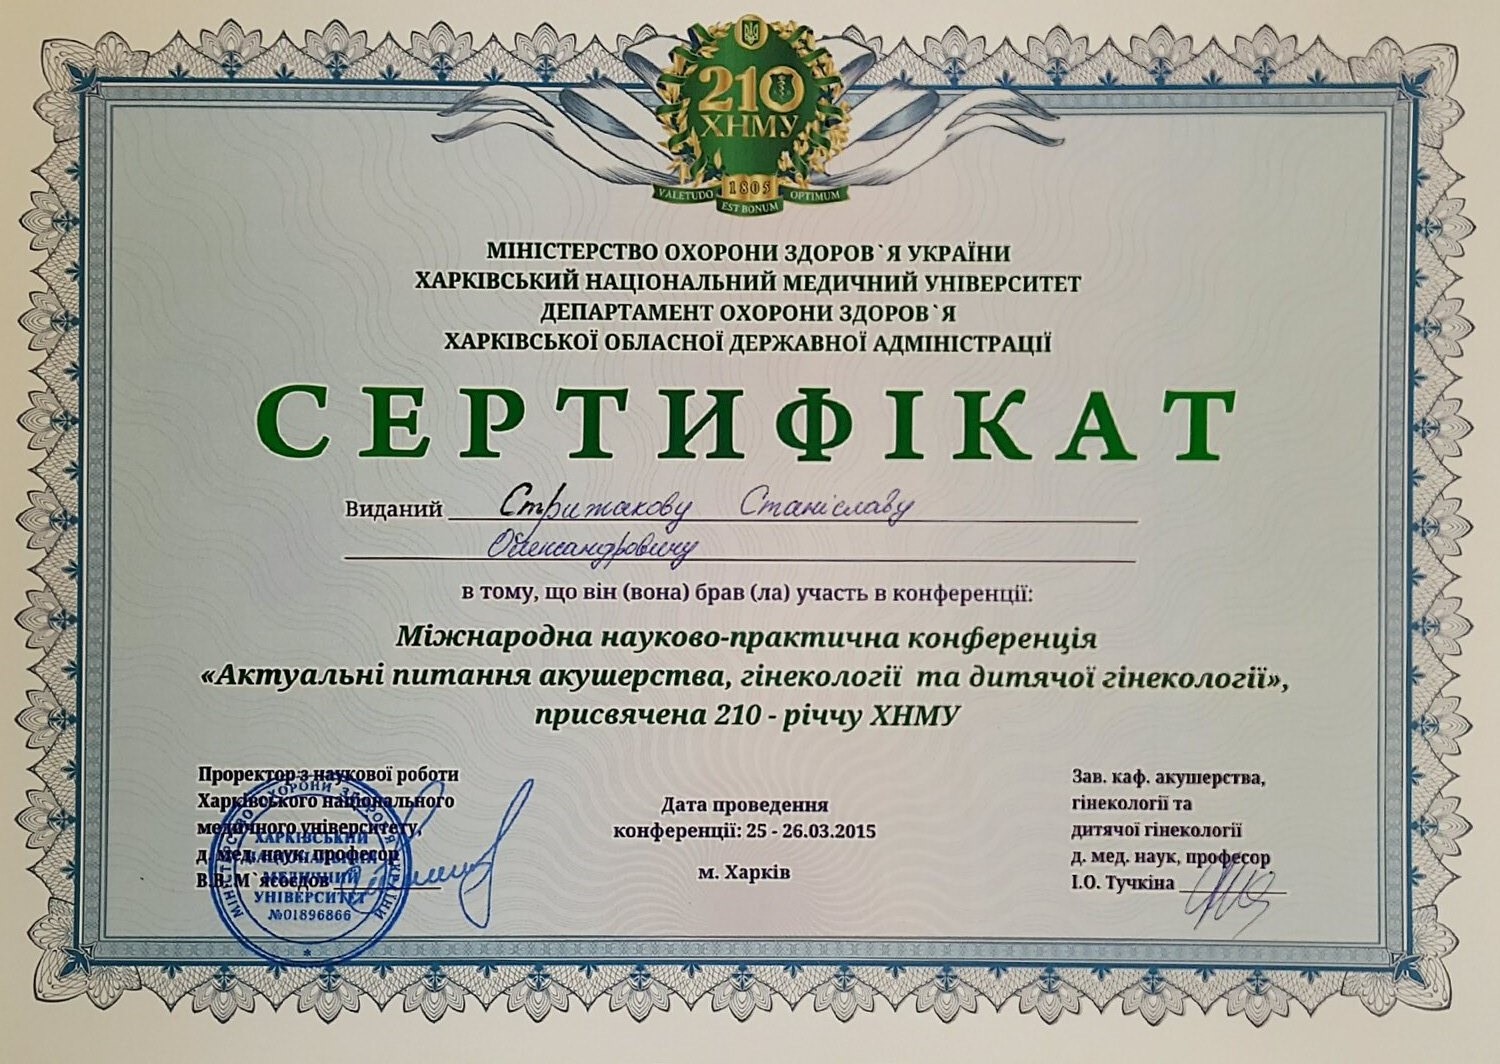 210
ХНМУ
1805
VALETUDO EST BONUM OPTIMUM
МІНІСТЕРСТВО ОХОРОНИ ЗДОРОВ`Я УКРАЇНИ
ХАРКІВСЬКИЙ НАЦІОНАЛЬНИЙ МЕДИЧНИЙ УНІВЕРСИТЕТ
ДЕПАРТАМЕНТ ОХОРОНИ ЗДОРОВ`Я
ХАРКІВСЬКОЇ ОБЛАСНОЇ ДЕРЖАВНОЇ АДМІНІСТРАЦІЇ
СЕРТИФІКАТ
Виданий Стрижакову Станіславу
Олександровичу
в тому, що він (вона) брав (ла) участь в конференції:
Міжнародна науково-практична конференція
«Актуальні питання акушерства, гінекології та дитячої гінекології»,
присвячена 210 - річчу ХНМУ
Проректор з наукової роботи
Харківського національного
медичного університету,
д. мед. наук, професор
В.В. М`ясоєдов
МІНІСТЕРСТВО ОХОРОНИ ЗДОРОВ'Я УКРАЇНИ
ХАРКІВСЬКИЙ
НАЦІОНАЛЬНИЙ
МЕДИЧНИЙ
УНІВЕРСИТЕТ
№01896866
Дата проведення
конференції: 25 - 26.03.2015
м. Харків
Зав. каф. акушерства,
гінекології та
дитячої гінекології
д. мед. наук, професор
І.О. Тучкіна